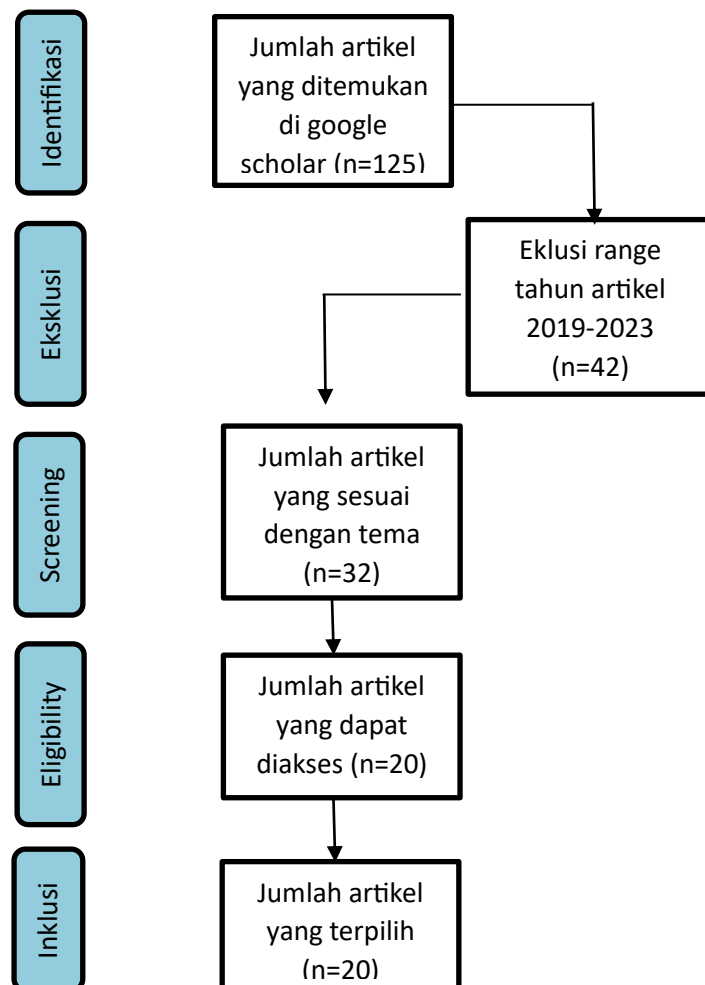 Identifikasi
Jumlah artikel
yang ditemukan
di google
scholar (n=125)
Eksklusi
Eklusi range
tahun artikel
2019-2023
(n=42)
Screening
Jumlah artikel
yang sesuai
dengan tema
(n=32)
Eligibility
Jumlah artikel
yang dapat
diakses (n=20)
Inklusi
Jumlah artikel
yang terpilih
(n=20)